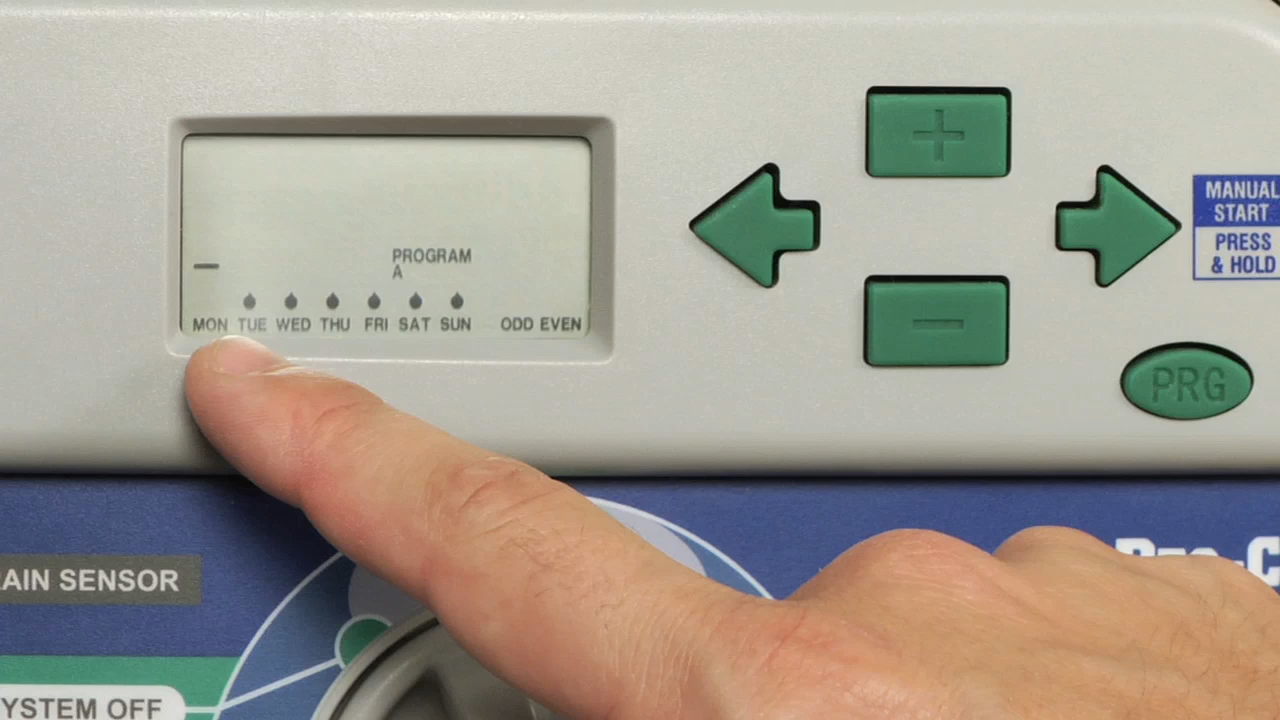 PROGRAM
A
MON TUE WED THU FRI SAT SUN ODD EVEN
MANUAL
START
PRESS
& HOLD
PRG
AIN SENSOR
YSTEM OFF